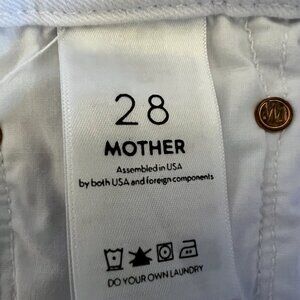 28
MOTHER
Assembled in USA
by both USA and foreign components
DO YOUR OWN LAUNDRY